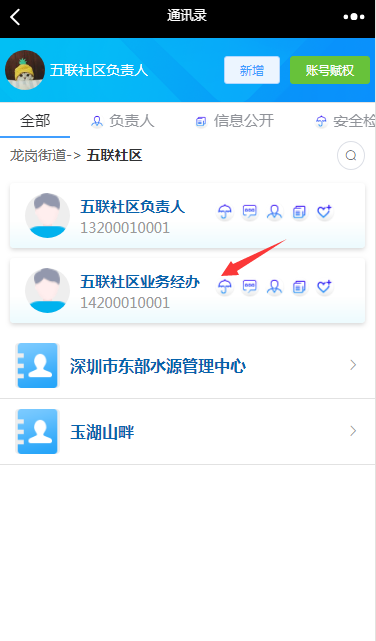 通讯录
五联社区负责人
新增
账号赋权
全部
负责人
信息公开
安全检
龙岗街道-> 五联社区
五联社区负责人
13200010001
五联社区业务经办
14200010001
深圳市东部水源管理中心
玉湖山畔